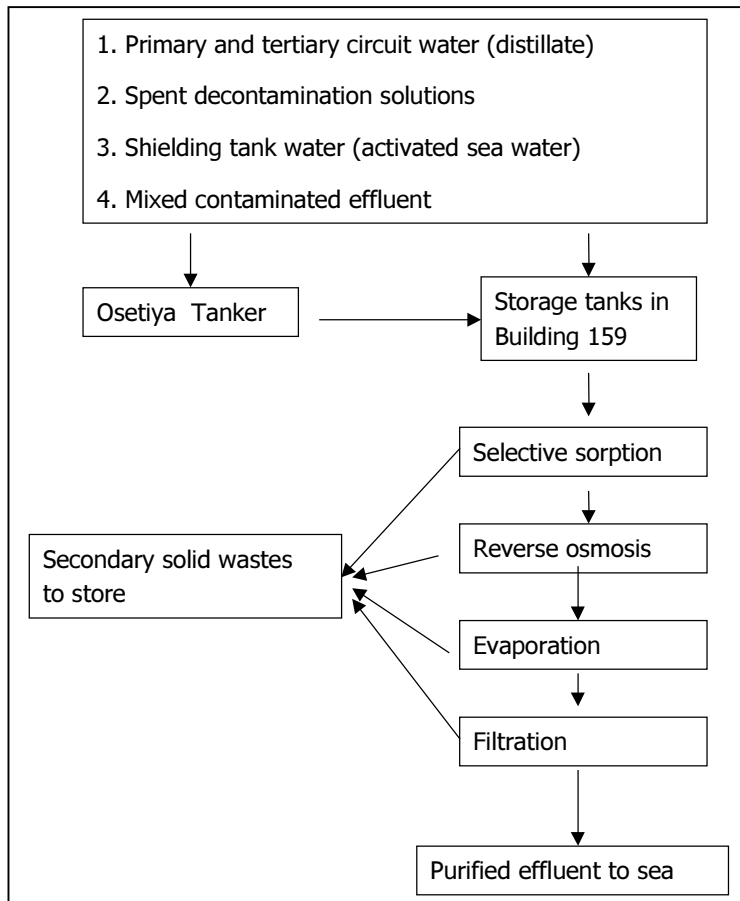 1. Primary and tertiary circuit water (distillate)
2. Spent decontamination solutions
3. Shielding tank water (activated sea water)
4. Mixed contaminated effluent
Osetiya Tanker
Storage tanks in
Building 159
Selective sorption
Reverse osmosis
Secondary solid wastes
to store
Evaporation
Filtration
Purified effluent to sea